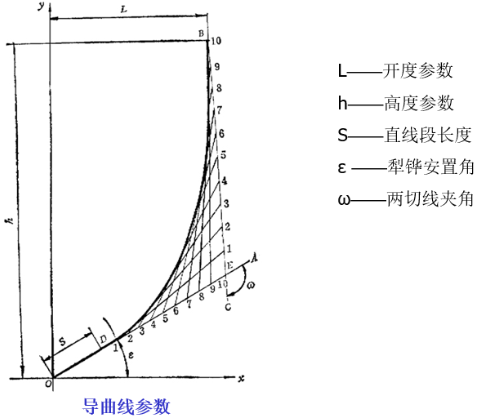 y
L
B
10
9
8
7
6
5
4
3
2
1
h
E
A
ω
C
S
D
1 2 3 4 5 6 7 8 9 10
ε
O
x
L——开度参数
h——高度参数
S——直线段长度
ε——犁铧安置角
ω——两切线夹角
导曲线参数